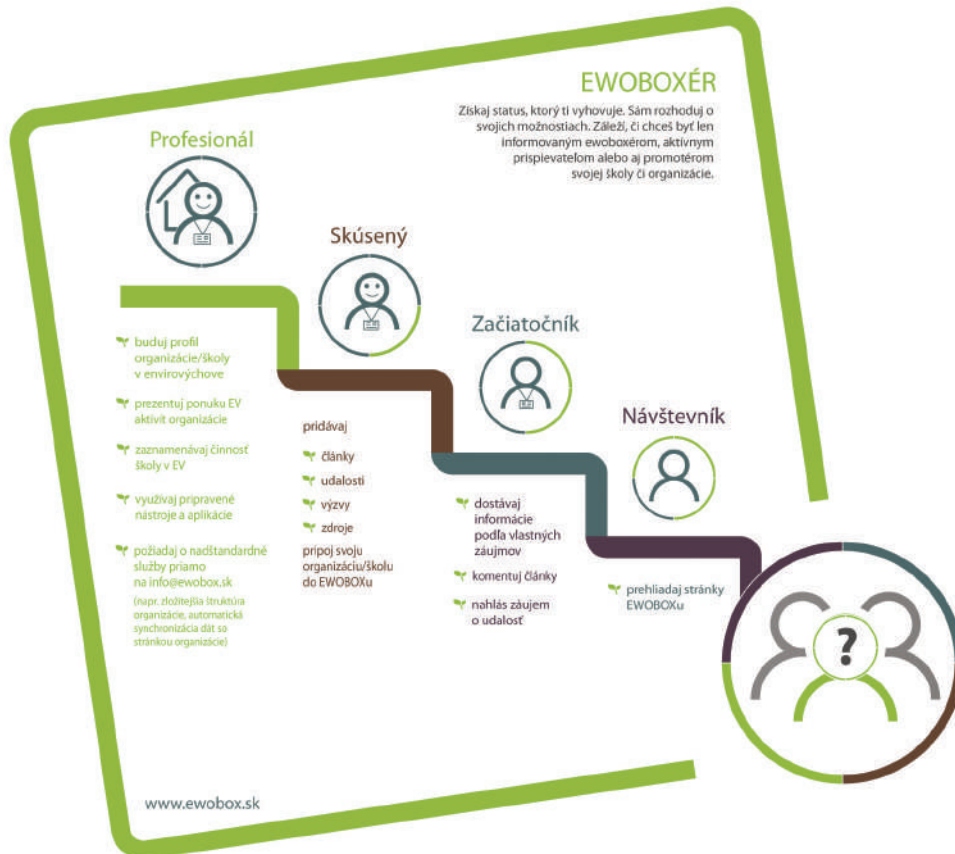 EWOBOXÉR
Získaj status, ktorý ti vyhovuje. Sám rozhoduj o
svojich možnostiach. Záleží, či chceš byť len
informovaným ewoboxérom, aktívnym
prispievateľom alebo aj promotérom
svojej školy či organizácie.
Profesionál
buduj profil
organizácie/školy
v envirovýchove
prezentuj ponuku EV
aktivít organizácie
zaznamenávaj činnosť
školy v EV
využívaj pripravené
nástroje a aplikácie
požiadaj o nadštandardné
služby priamo
na info@ewobox.sk
(napr. zložitejšia štruktúra
organizácie, automatická
synchronizácia dát so
stránkou organizácie)
Skúsený
pridávaj
články
udalosti
výzvy
zdroje
pripoj svoju
organizáciu/školu
do EWOBOXu
Začiatočník
dostávaj
informácie
podľa vlastných
záujmov
komentuj články
nahlás záujem
o udalosť
Návštevník
prehliadaj stránky
EWOBOXu
?
www.ewobox.sk